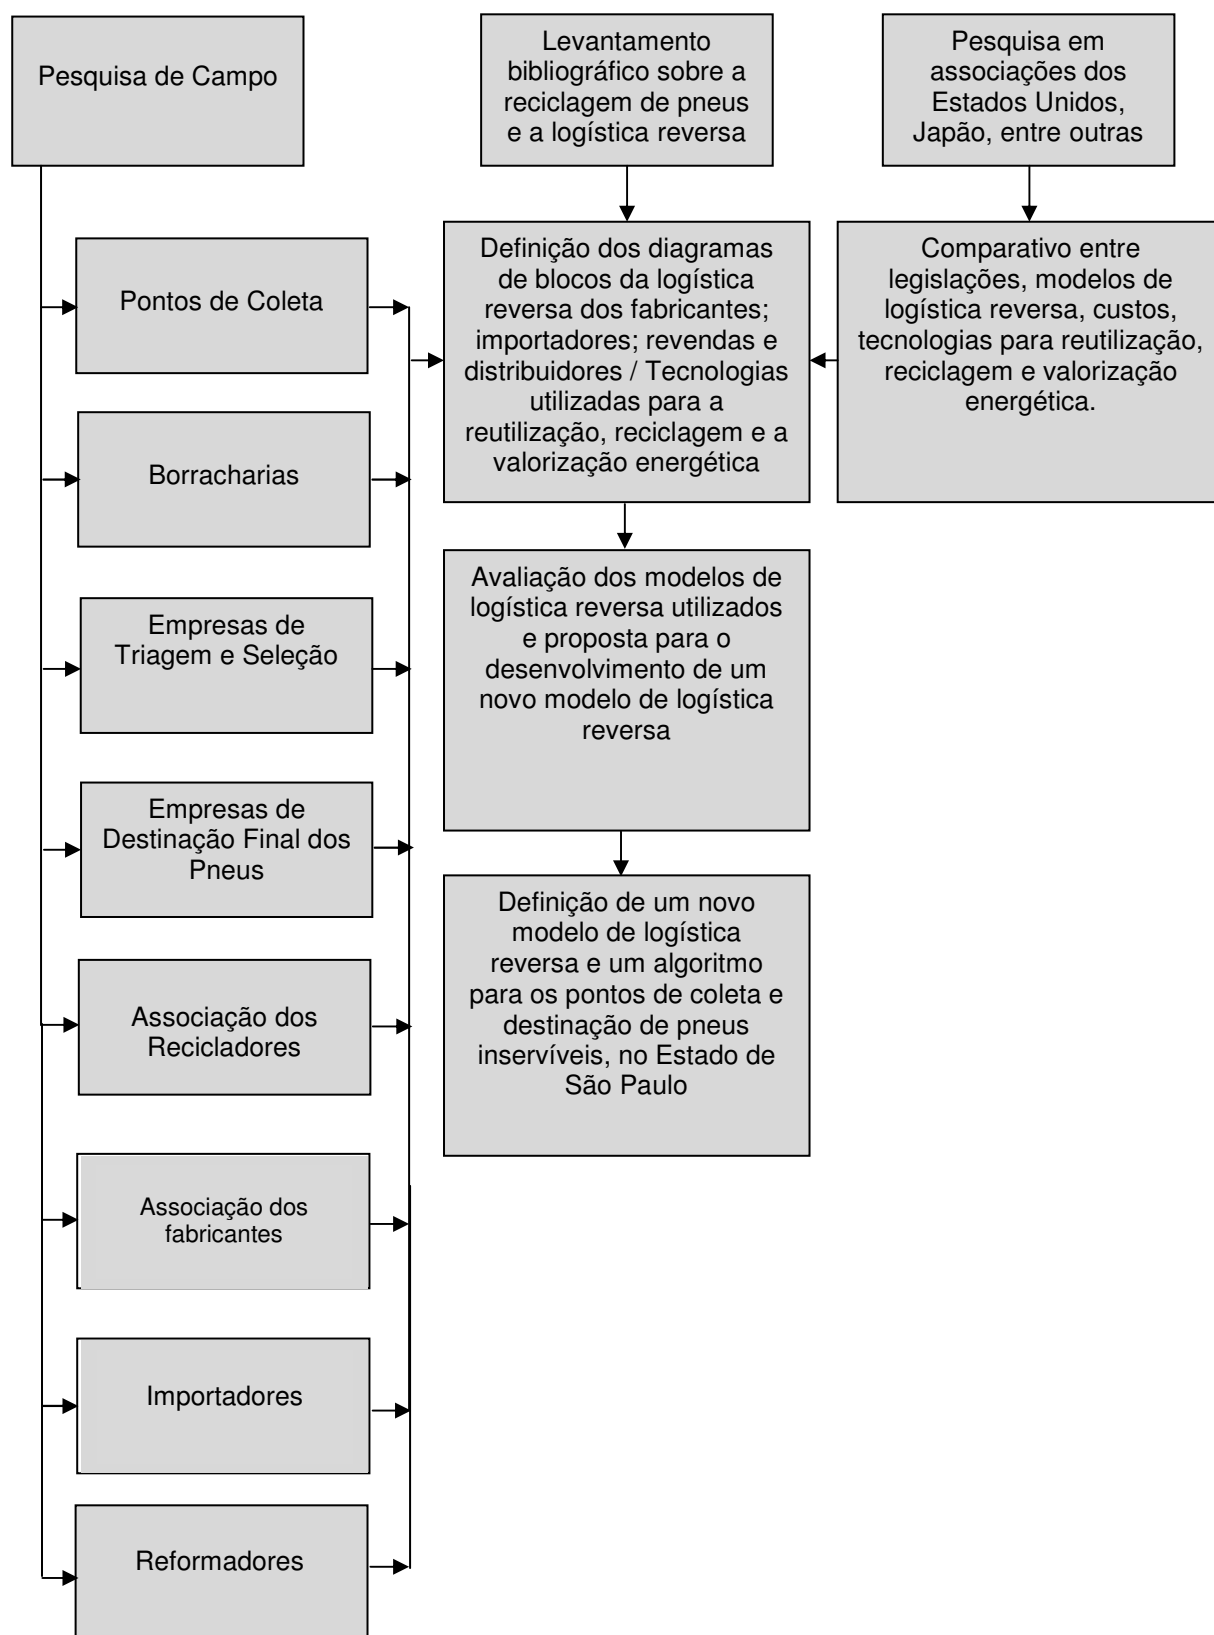 Pesquisa de Campo
Levantamento
bibliográfico sobre a
reciclagem de pneus
e a logística reversa
Pesquisa em
associações dos
Estados Unidos,
Japão, entre outras
Pontos de Coleta
Borracharias
Empresas de
Triagem e Seleção
Empresas de
Destinação Final dos
Pneus
Associação dos
Recicladores
Associação dos
fabricantes
Importadores
Reformadores
Definição dos diagramas
de blocos da logística
reversa dos fabricantes;
importadores; revendas e
distribuidores / Tecnologias
utilizadas para a
reutilização, reciclagem e a
valorização energética
Comparativo entre
legislações, modelos de
logística reversa, custos,
tecnologias para reutilização,
reciclagem e valorização
energética.
Avaliação dos modelos de
logística reversa utilizados
e proposta para o
desenvolvimento de um
novo modelo de logística
reversa
Definição de um novo
modelo de logística
reversa e um algoritmo
para os pontos de coleta e
destinação de pneus
inservíveis, no Estado de
São Paulo